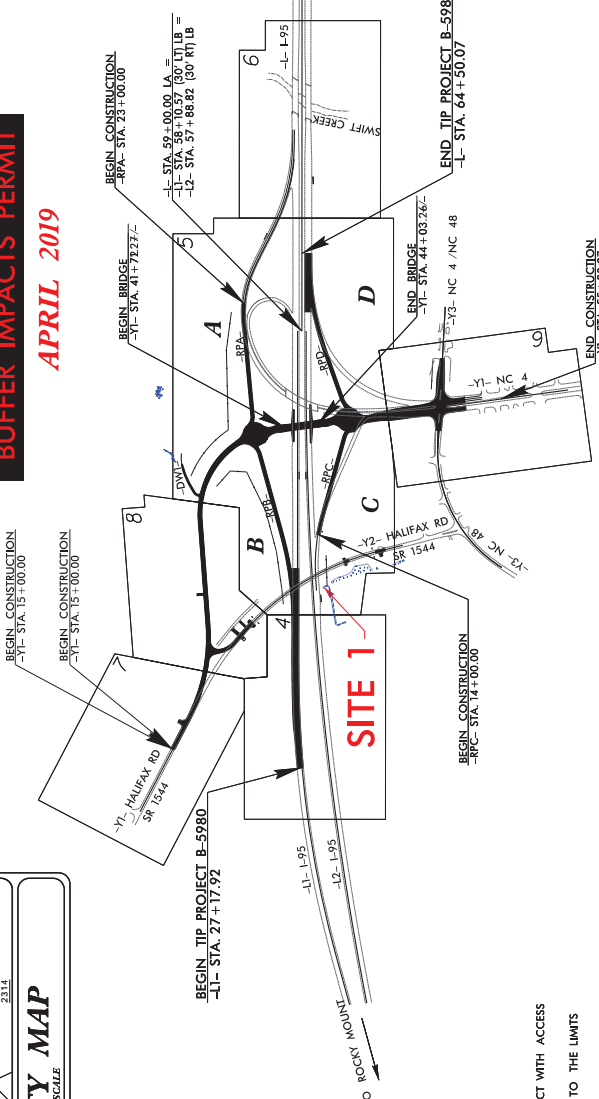 BUFFER IMPACTS PERMIT
APRIL 2019
BEGIN CONSTRUCTION
-RPA- STA. 23+00.00
-L- STA. 59+00.00 LA =
-L1- STA. 58+10.57 (30' LT) LB =
-L2- STA. 57+88.82 (30' RT) LB
END TIP PROJECT B-598
-L- STA. 64+50.07
BEGIN BRIDGE
-Y1- STA. 41+72.27/-
END BRIDGE
-Y1- STA. 44+03.26/-
-Y3- NC 4 /NC 48
END CONSTRUCTION
6
-L- I-95
SWIFT CREEK
5
A
-RPA-
D
-RPD-
9
-Y1- NC 4
-DW1-
8
-RPB-
B
-RPC-
C
-Y2- HALIFAX RD
SR 1544
-Y3- NC 48
BEGIN CONSTRUCTION
-Y1- STA. 15+00.00
BEGIN CONSTRUCTION
-Y1- STA. 15+00.00
7
4
SITE 1
BEGIN CONSTRUCTION
-RPC- STA. 14+00.00
-Y1- HALIFAX RD
SR 1544
BEGIN TIP PROJECT B-5980
-L1- STA. 27+17.92
-L1- I-95
-L2- I-95
O ROCKY MOUNT
2314
TY MAP
SCALE
CT WITH ACCESS
TO THE LIMITS